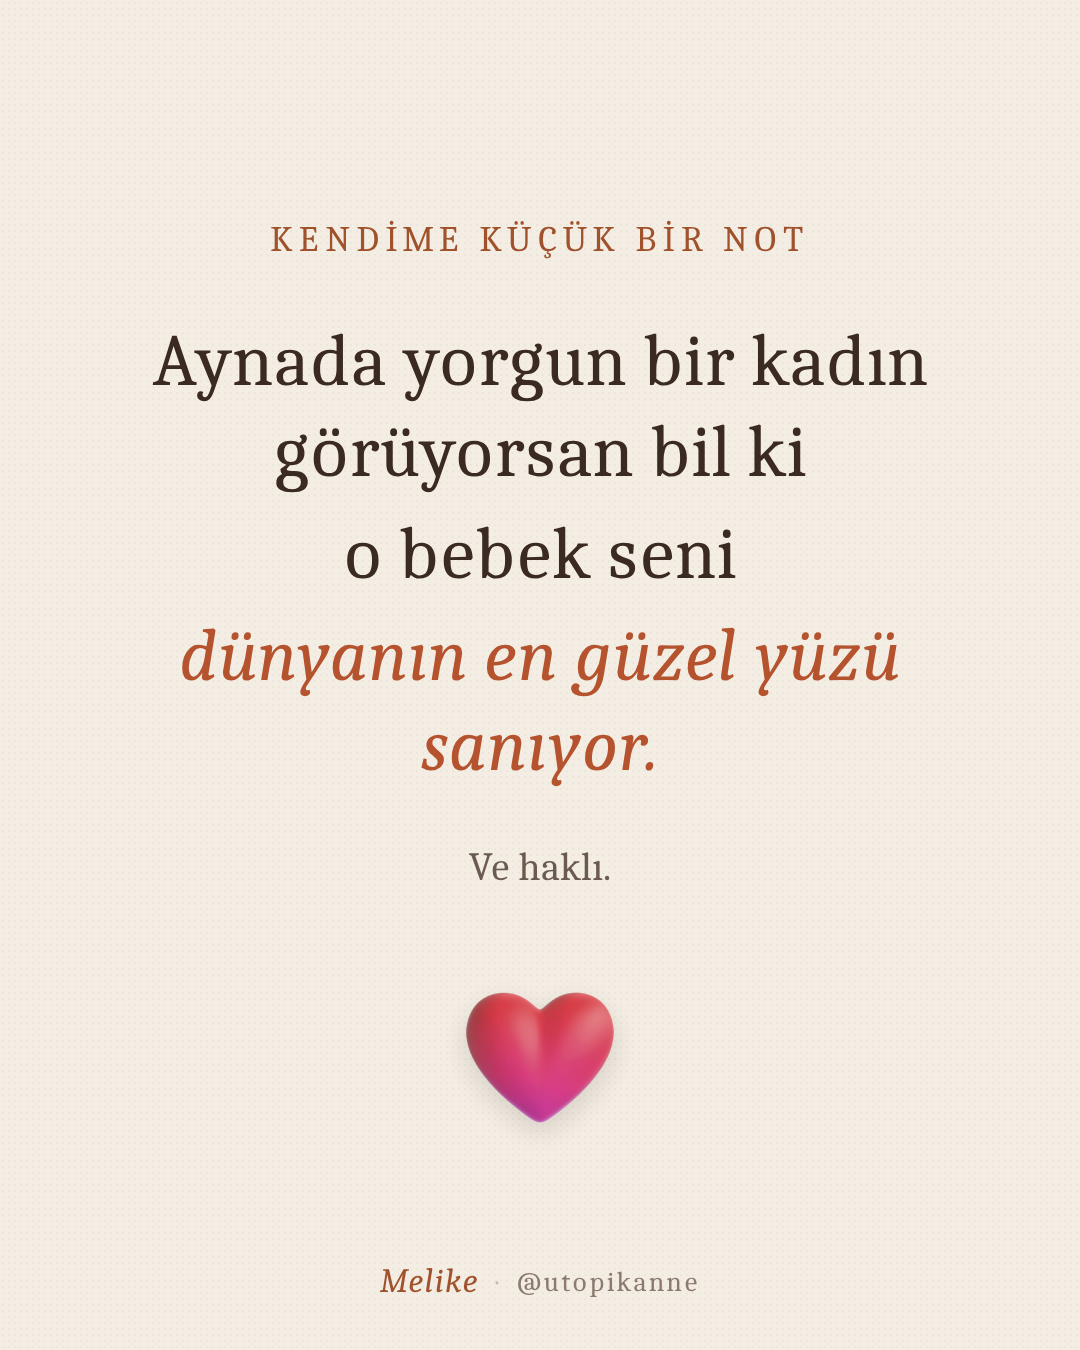 KENDİME KÜÇÜK BİR NOT
Aynada yorgun bir kadın
görüyorsan bil ki
o bebek seni
dünyanın en güzel yüzü
sanıyor.
Ve haklı.
Melike · @utopikanne